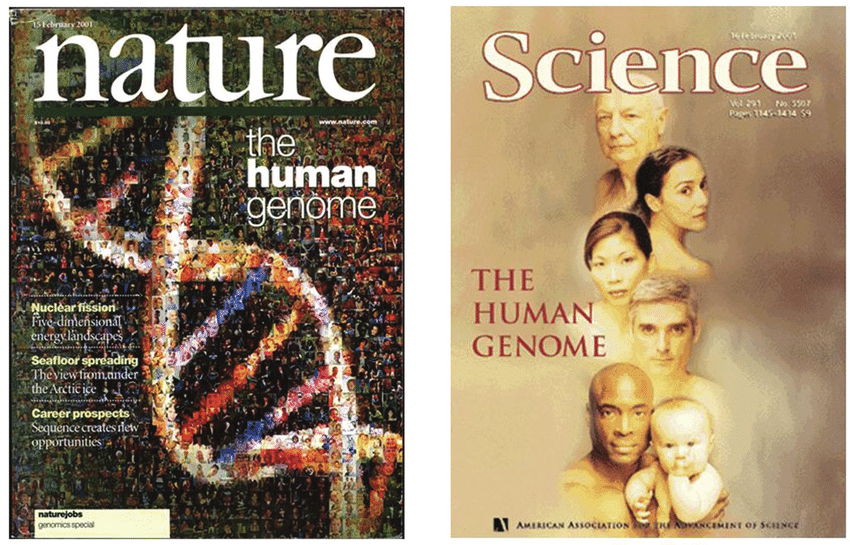 15 February 2001
nature
$10.00
www.nature.com
the
human
genome
Nuclear fission
Five-dimensional
energy landscapes
Seafloor spreading
The view from under
the Arctic ice
Career prospects
Sequence creates new
opportunities
naturejobs
genomics special
16 February 2001
Science
Vol. 291 No. 5507
Pages 1145–1434 $9
THE
HUMAN
GENOME
AMERICAN ASSOCIATION FOR THE ADVANCEMENT OF SCIENCE